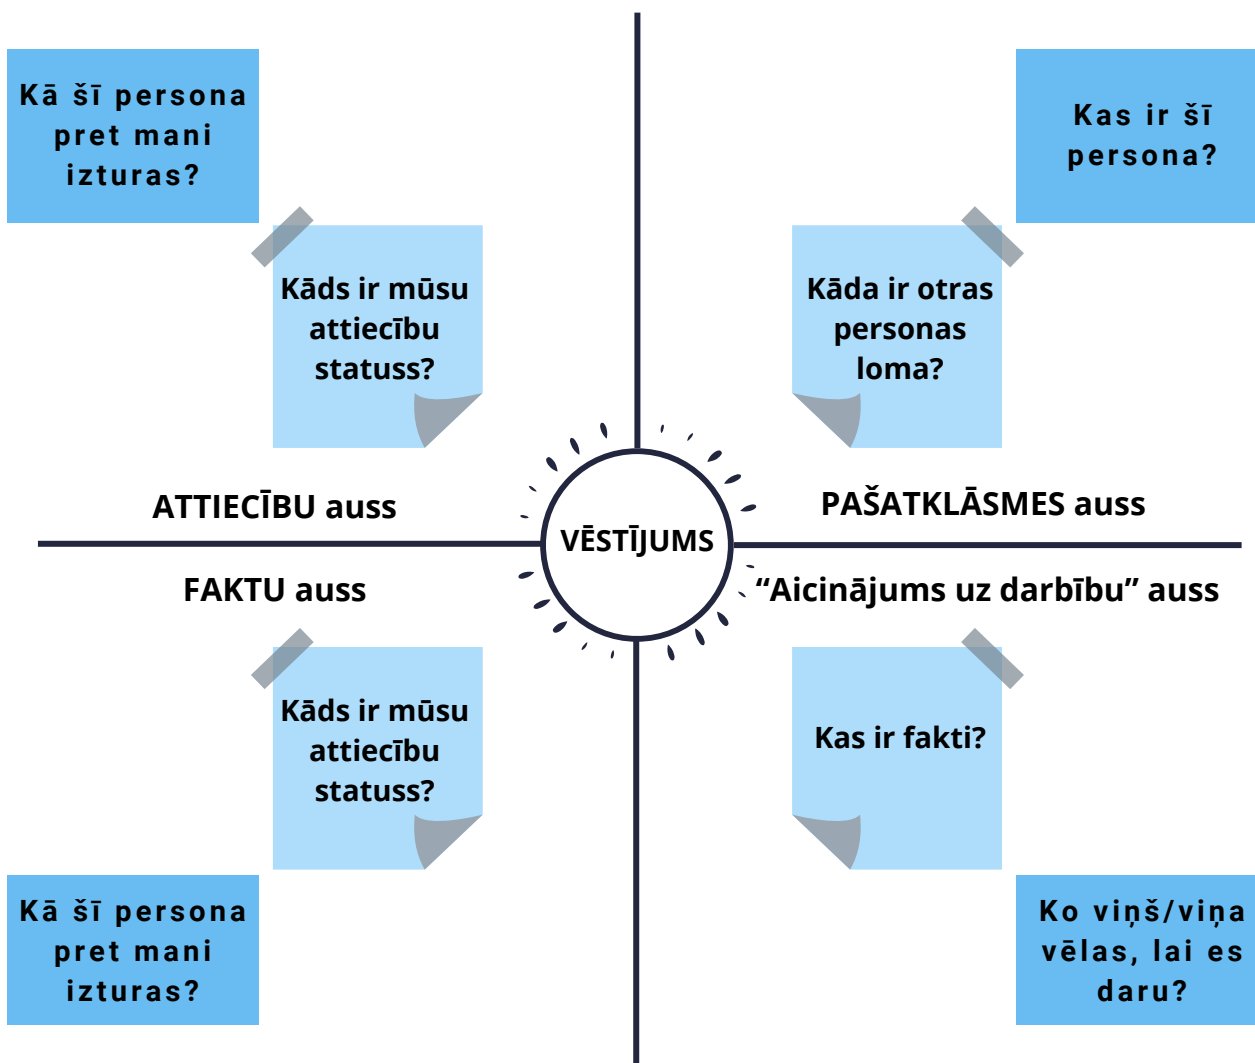 Kā šī persona
pret mani
izturas?
Kas ir šī
persona?
Kāds ir mūsu
attiecību
statuss?
Kāda ir otras
personas
loma?
ATTIECĪBU auss
PAŠATKLĀSMES auss
VĒSTĪJUMS
FAKTU auss
“Aicinājums uz darbību” auss
Kāds ir mūsu
attiecību
statuss?
Kas ir fakti?
Kā šī persona
pret mani
izturas?
Ko viņš/viņa
vēlas, lai es
daru?